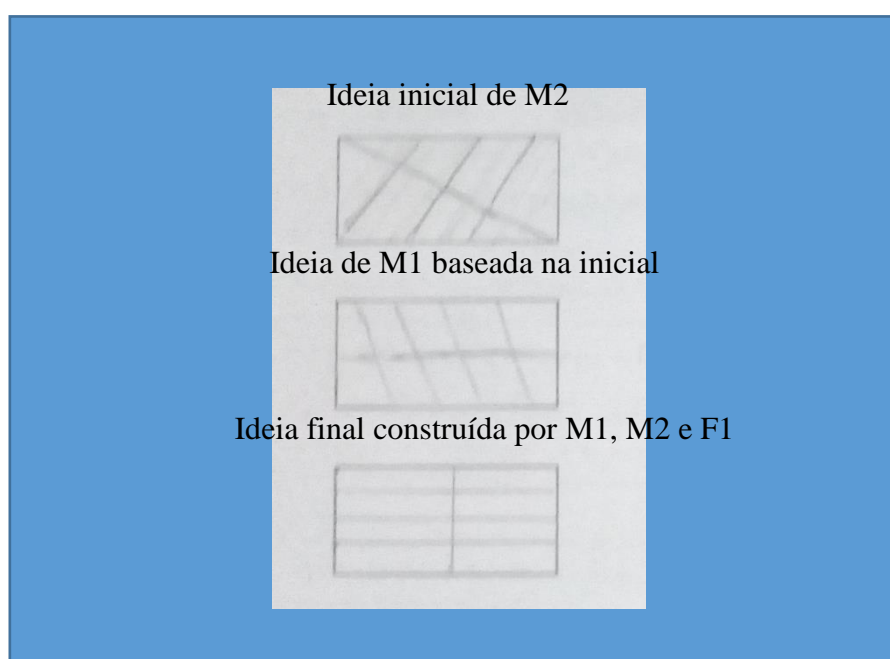 Ideia inicial de M2
Ideia de M1 baseada na inicial
Ideia final construída por M1, M2 e F1